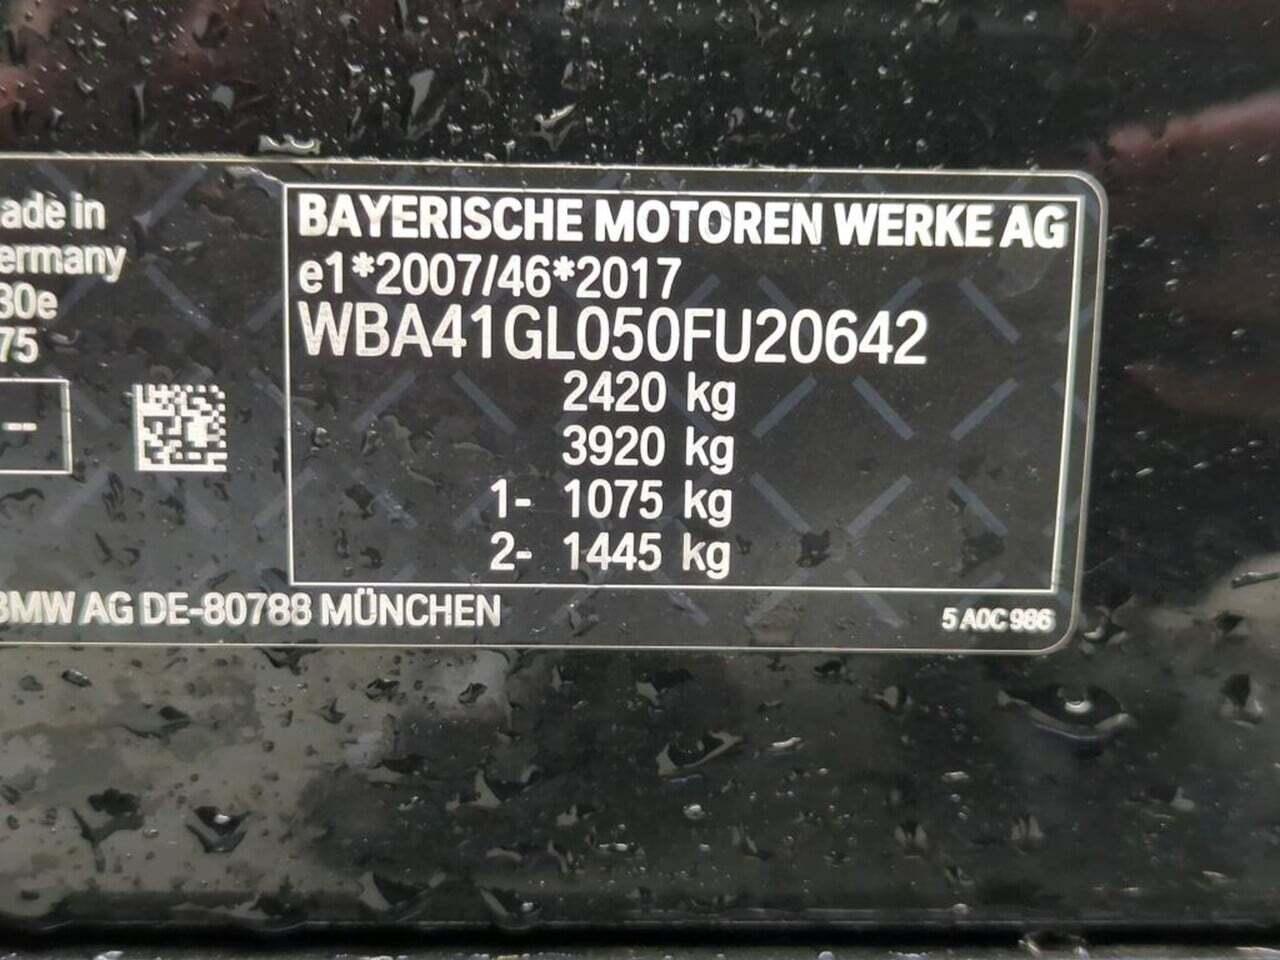 ade in
ermany
30e
75
--
BAYERISCHE MOTOREN WERKE AG
e1*2007/46*2017
WBA41GL050FU20642
2420 kg
3920 kg
1- 1075 kg
2- 1445 kg
BMW AG DE-80788 MÜNCHEN
5 A0C 986